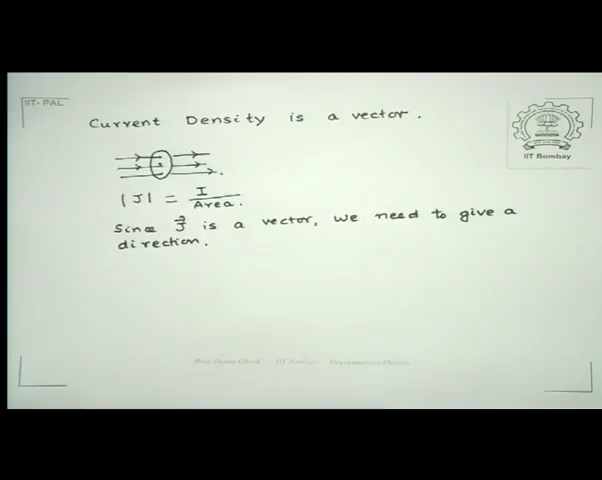 IIT- PAL
Current Density is a vector.
IIT Bombay
|J| = I / Area.
Since J⃗ is a vector, we need to give a
direction.